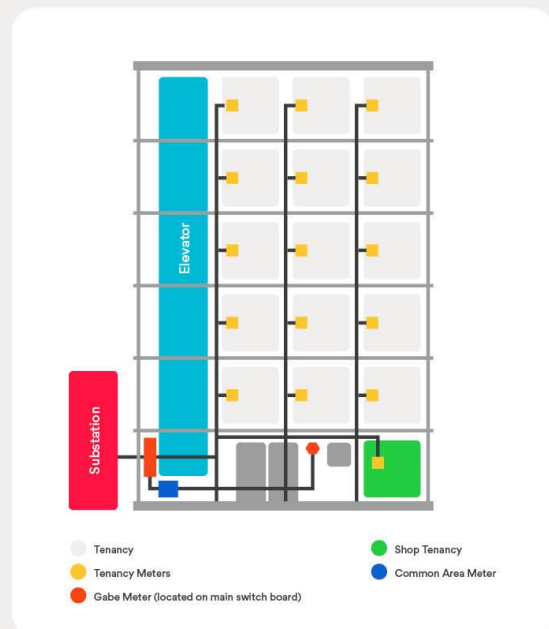 Elevator
Substation
Tenancy
Tenancy Meters
Gabe Meter (located on main switch board)
Shop Tenancy
Common Area Meter